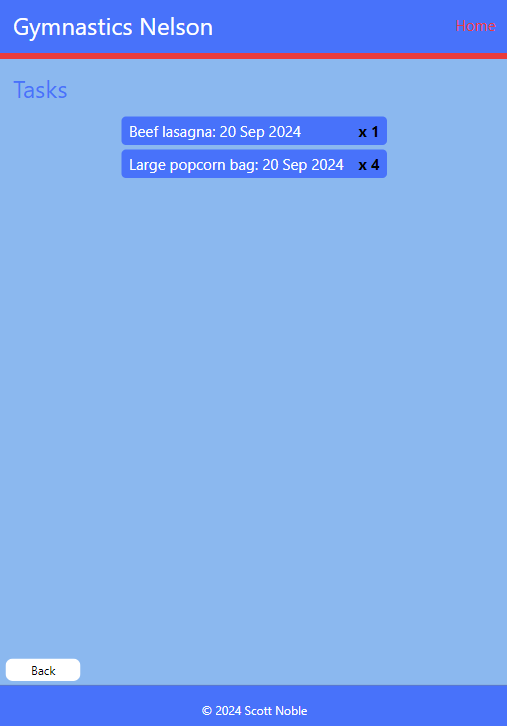 Gymnastics Nelson
Home
Tasks
Beef lasagna: 20 Sep 2024 x 1
Large popcorn bag: 20 Sep 2024 x 4
Back
© 2024 Scott Noble